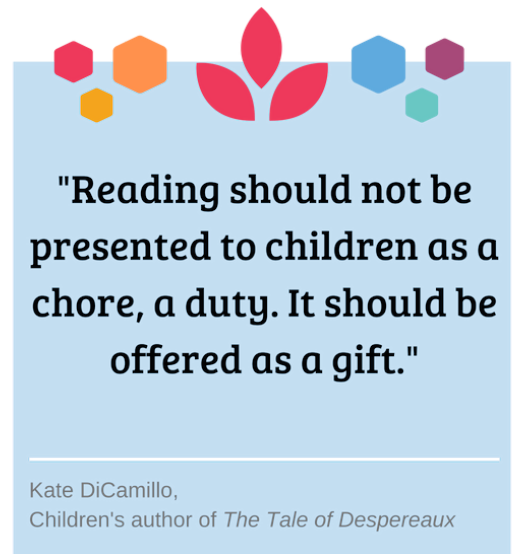 "Reading should not be
presented to children as a
chore, a duty. It should be
offered as a gift."
Kate DiCamillo,
Children's author of The Tale of Despereaux